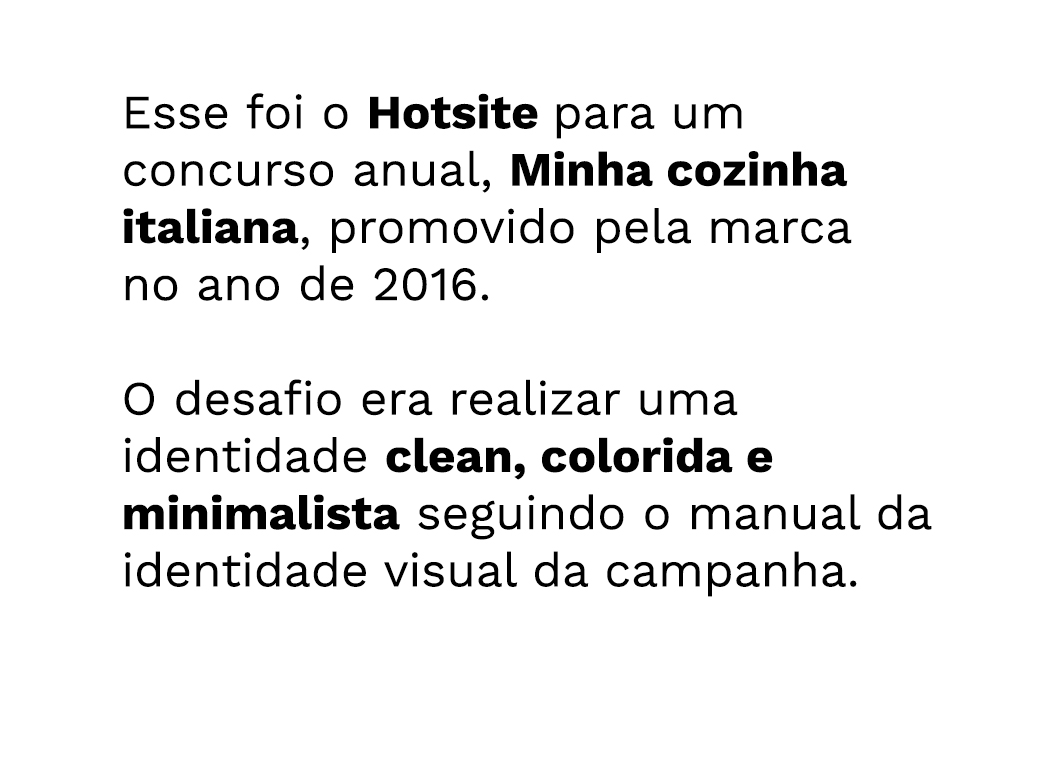 Esse foi o Hotsite para um
concurso anual, Minha cozinha
italiana, promovido pela marca
no ano de 2016.
O desafio era realizar uma
identidade clean, colorida e
minimalista seguindo o manual da
identidade visual da campanha.